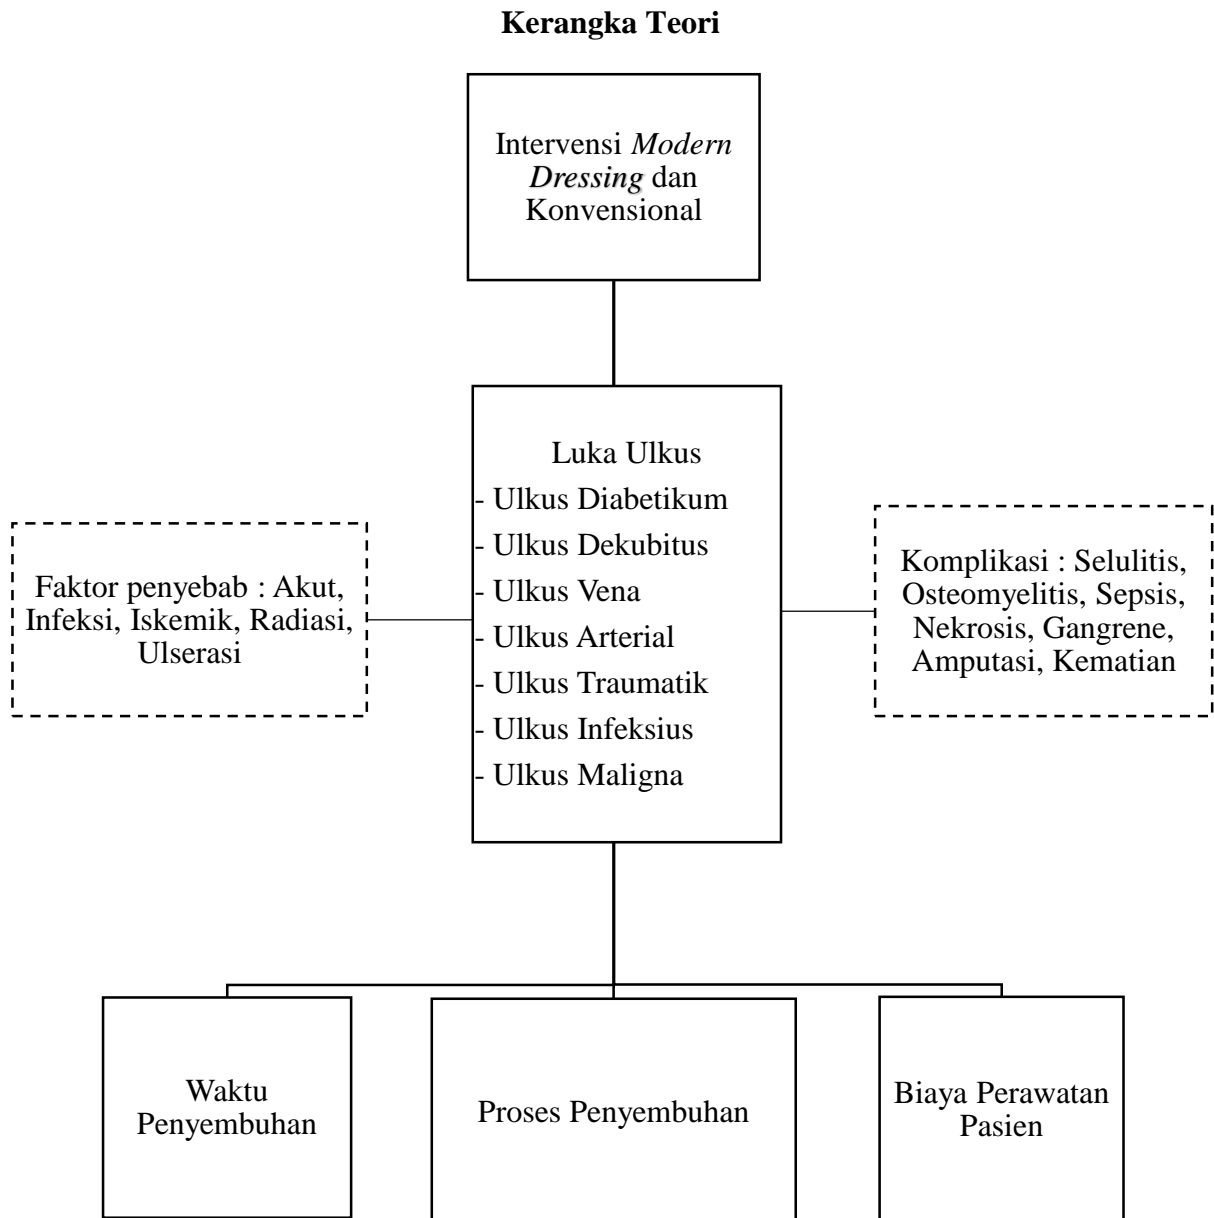 Kerangka Teori
Intervensi Modern
Dressing dan
Konvensional
Luka Ulkus
- Ulkus Diabetikum
- Ulkus Dekubitus
- Ulkus Vena
- Ulkus Arterial
- Ulkus Traumatik
- Ulkus Infeksius
- Ulkus Maligna
Faktor penyebab : Akut,
Infeksi, Iskemik, Radiasi,
Ulserasi
Komplikasi : Selulitis,
Osteomyelitis, Sepsis,
Nekrosis, Gangrene,
Amputasi, Kematian
Waktu
Penyembuhan
Proses Penyembuhan
Biaya Perawatan
Pasien